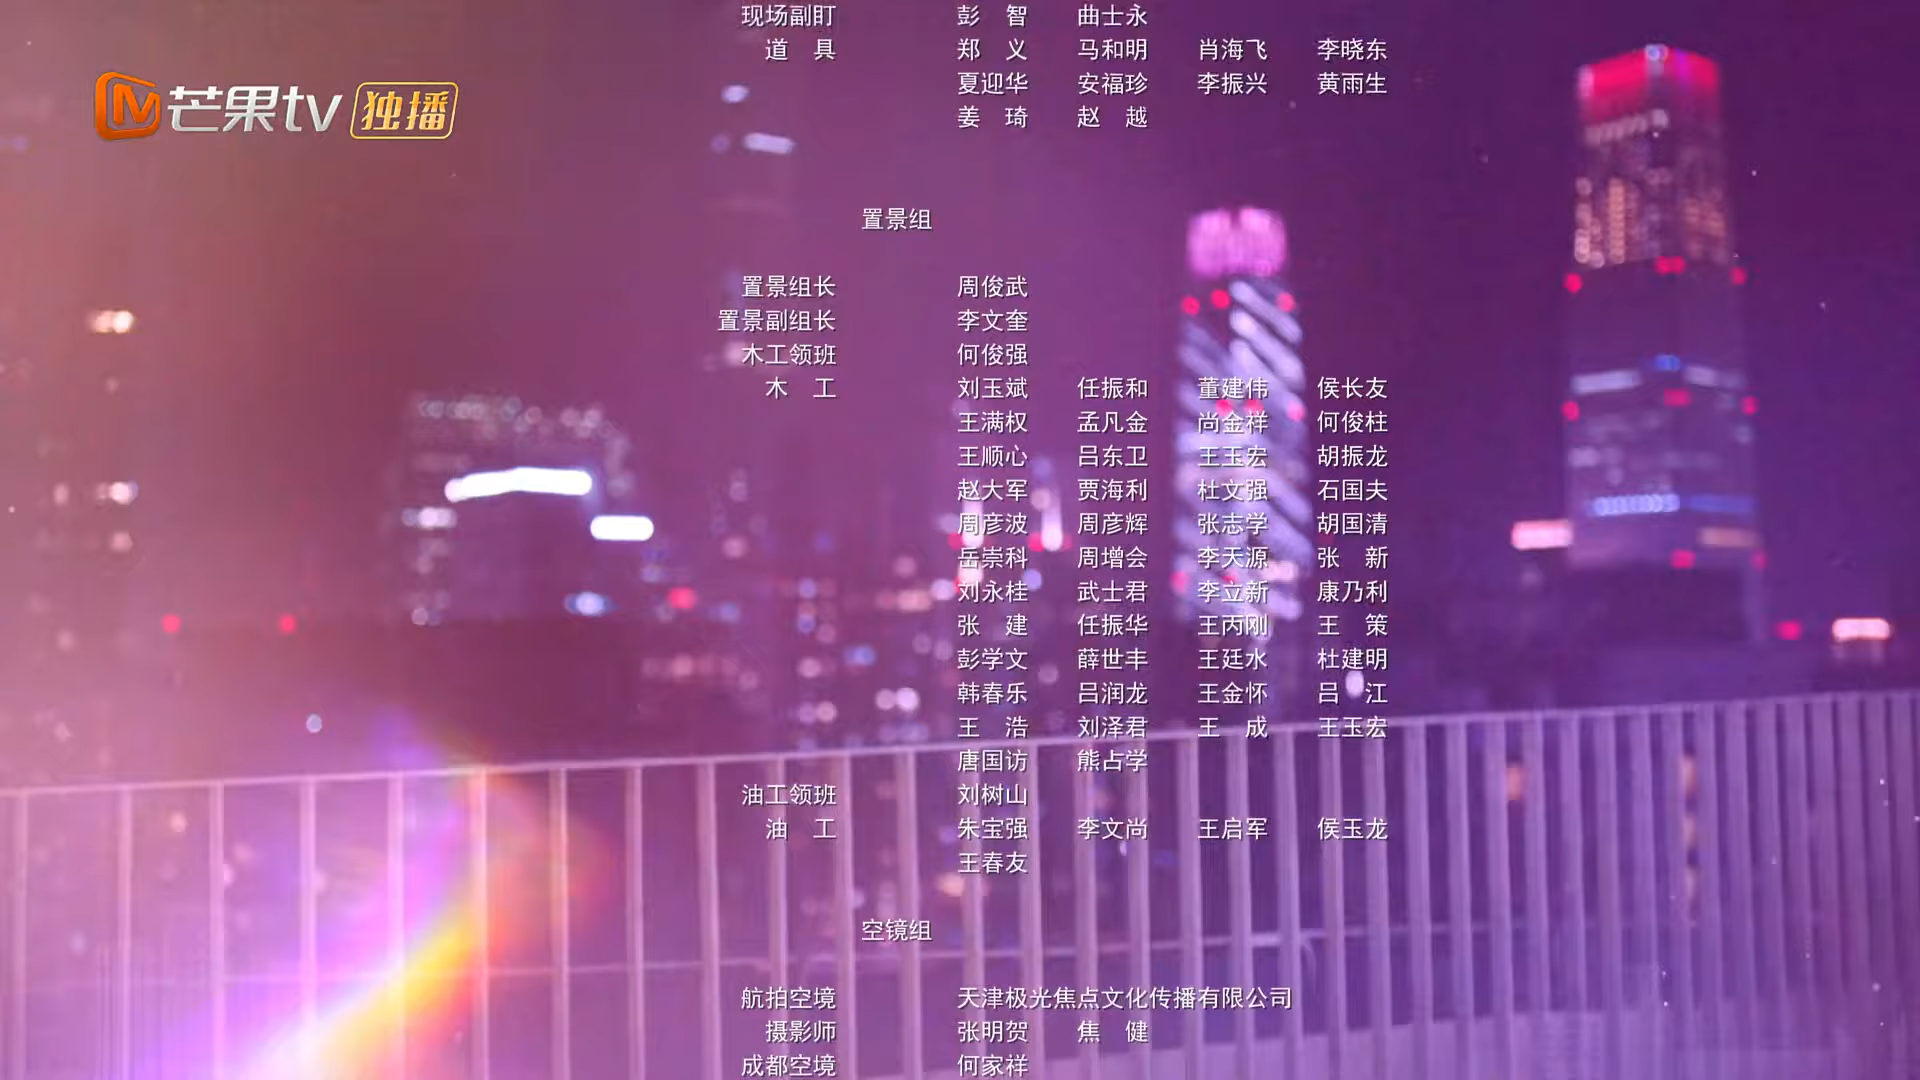 现场副盯 彭 智 曲士永
道 具 郑 义 马和明 肖海飞 李晓东
夏迎华 安福珍 李振兴 黄雨生
芒果tv 独播
姜 琦 赵 越
置景组
置景组长 周俊武
置景副组长 李文奎
木工领班 何俊强
木 工 刘玉斌 任振和 董建伟 侯长友
王满权 孟凡金 尚金祥 何俊柱
王顺心 吕东卫 王玉宏 胡振龙
赵大军 贾海利 杜文强 石国夫
周彦波 周彦辉 张志学 胡国清
岳崇科 周增会 李天源 张 新
刘永桂 武士君 李立新 康乃利
张 建 任振华 王丙刚 王 策
彭学文 薛世丰 王廷水 杜建明
韩春乐 吕润龙 王金怀 吕 江
王 浩 刘泽君 王 成 王玉宏
唐国访 熊占学
油工领班 刘树山
油 工 朱宝强 李文尚 王启军 侯玉龙
王春友
空镜组
航拍空境 天津极光焦点文化传播有限公司
摄影师 张明贺 焦 健
成都空境 何家祥